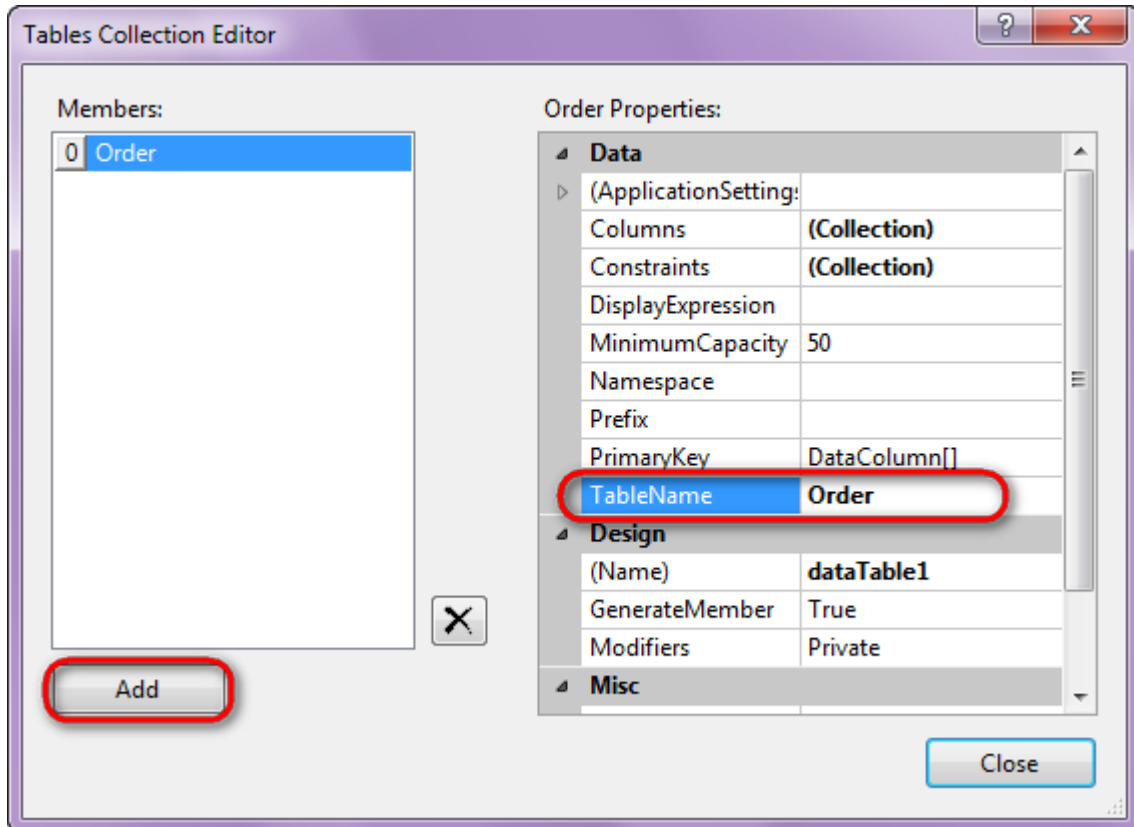 Tables Collection Editor
Members:
0 Order
Add
Order Properties:
Data
(ApplicationSettings
Columns (Collection)
Constraints (Collection)
DisplayExpression
MinimumCapacity 50
Namespace
Prefix
PrimaryKey DataColumn[]
TableName Order
Design
(Name) dataTable1
GenerateMember True
Modifiers Private
Misc
Close